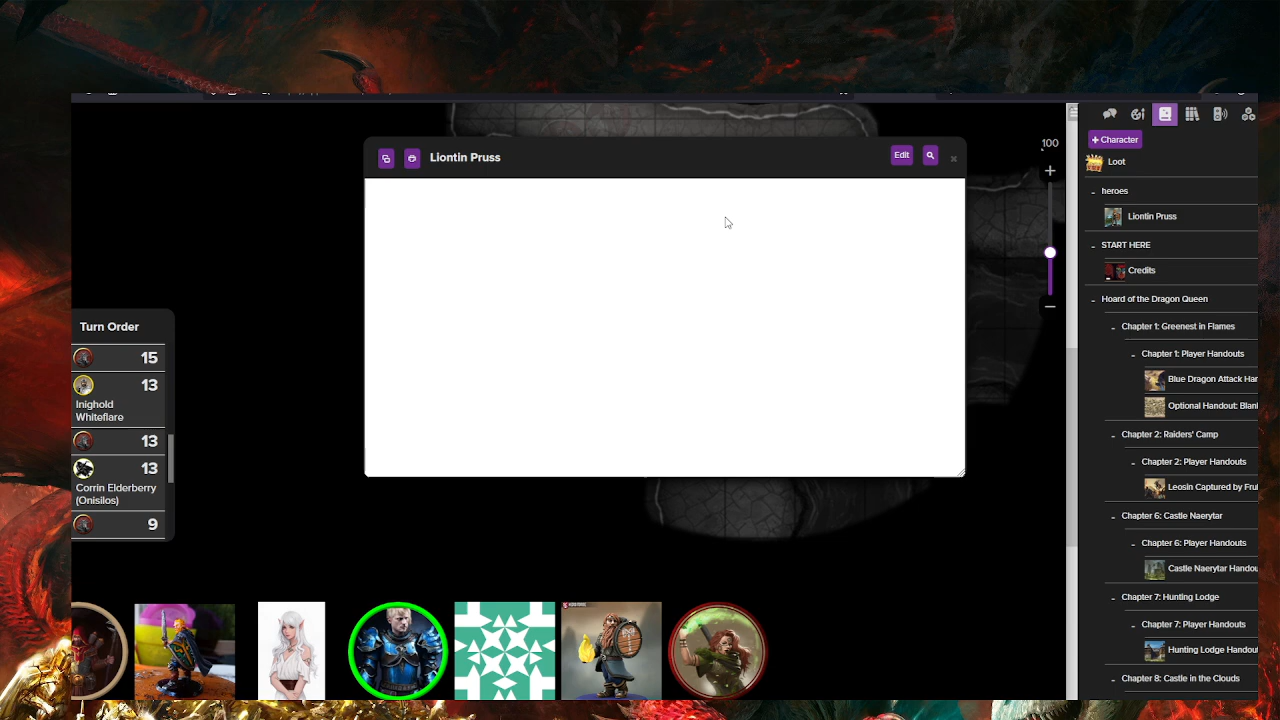 Liontin Pruss
Edit
100
+ Character
Loot
heroes
Liontin Pruss
START HERE
Credits
Hoard of the Dragon Queen
Chapter 1: Greenest in Flames
Chapter 1: Player Handouts
Blue Dragon Attack Har
Optional Handout: Blan
Chapter 2: Raiders' Camp
Chapter 2: Player Handouts
Leosin Captured by Fru
Chapter 6: Castle Naerytar
Chapter 6: Player Handouts
Castle Naerytar Handou
Chapter 7: Hunting Lodge
Chapter 7: Player Handouts
Hunting Lodge Handout
Chapter 8: Castle in the Clouds
Turn Order
15
13
Inighold
Whiteflare
13
13
Corrin Elderberry
(Onisilos)
9